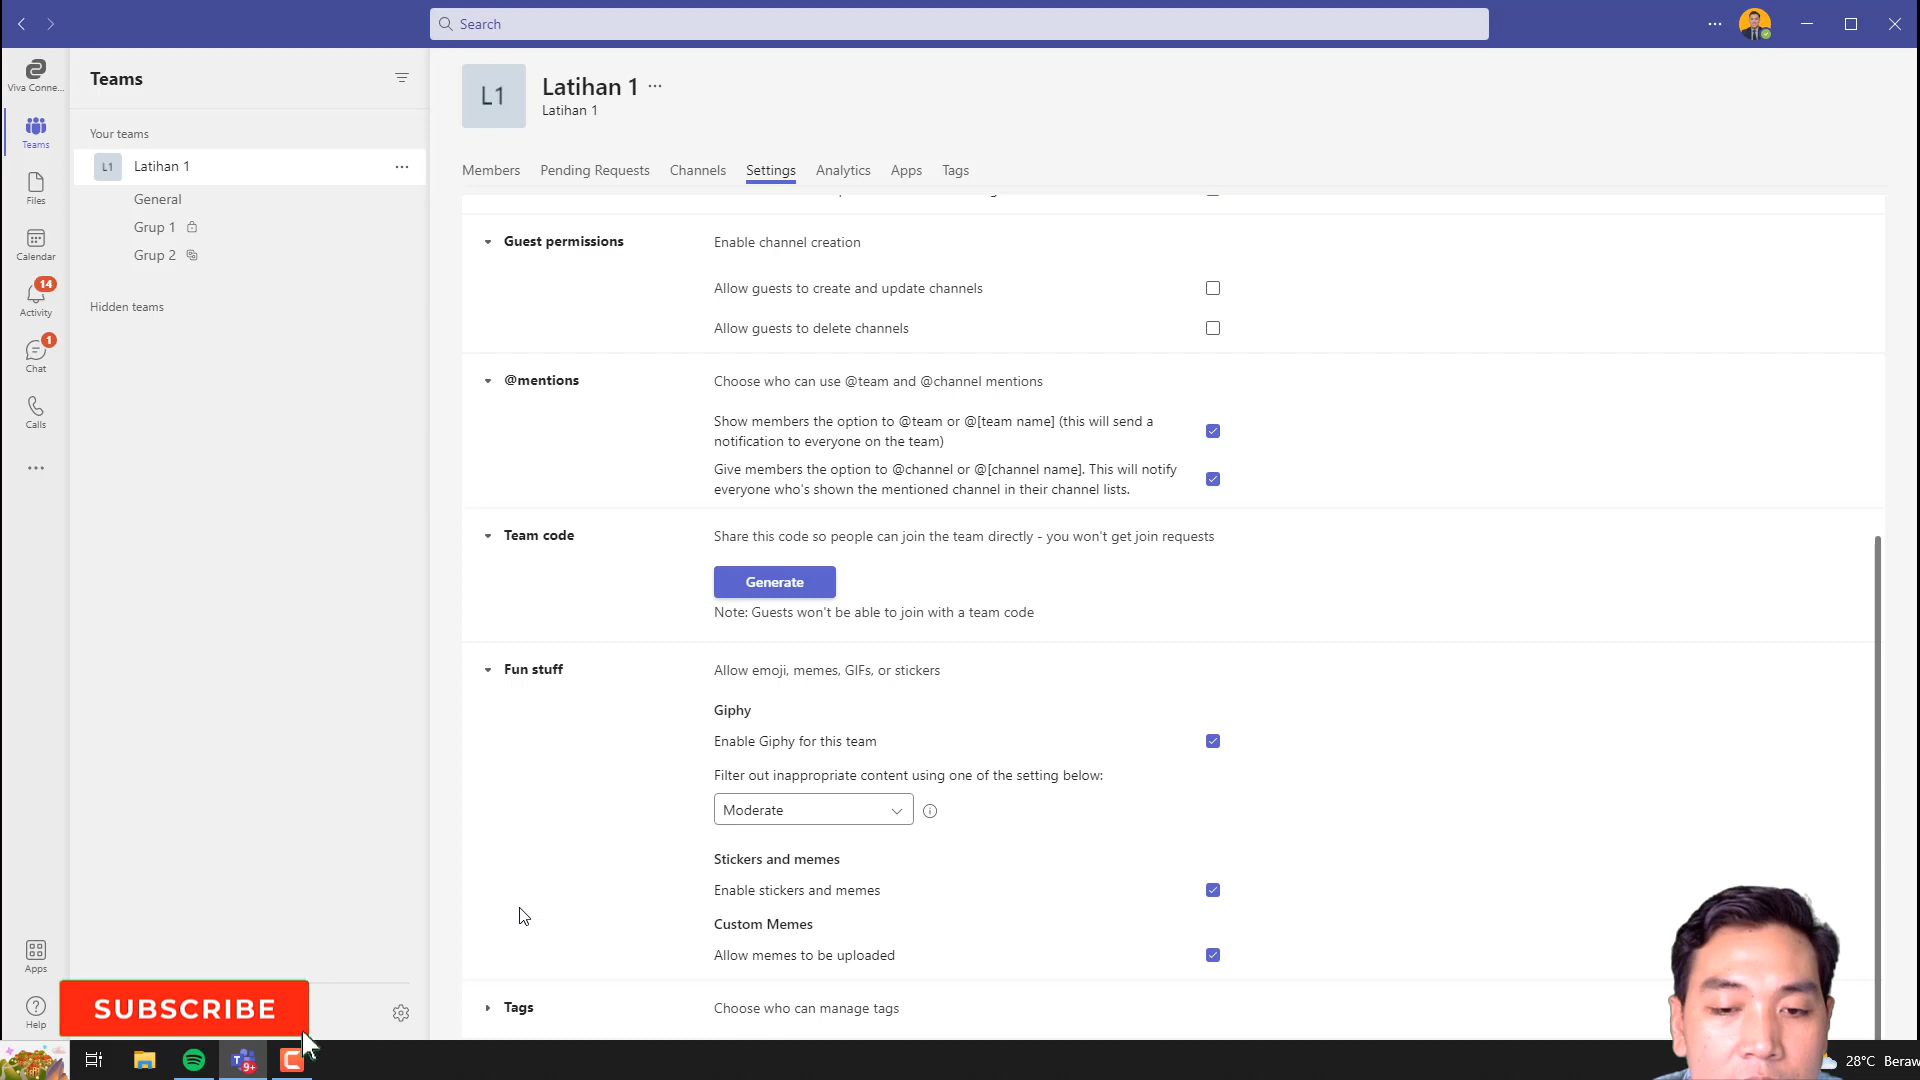 Search
Viva Conne...
Teams
Files
Calendar
14
Activity
1
Chat
Calls
Apps
Help
Teams
Your teams
L1 Latihan 1
General
Grup 1
Grup 2
Hidden teams
L1
Latihan 1
Latihan 1
Members Pending Requests Channels Settings Analytics Apps Tags
Guest permissions Enable channel creation
Allow guests to create and update channels
Allow guests to delete channels
@mentions Choose who can use @team and @channel mentions
Show members the option to @team or @[team name] (this will send a
notification to everyone on the team)
Give members the option to @channel or @[channel name]. This will notify
everyone who's shown the mentioned channel in their channel lists.
Team code Share this code so people can join the team directly - you won't get join requests
Generate
Note: Guests won't be able to join with a team code
Fun stuff Allow emoji, memes, GIFs, or stickers
Giphy
Enable Giphy for this team
Filter out inappropriate content using one of the setting below:
Moderate
Stickers and memes
Enable stickers and memes
Custom Memes
Allow memes to be uploaded
Tags Choose who can manage tags
SUBSCRIBE
T 9+
28°C Beraw